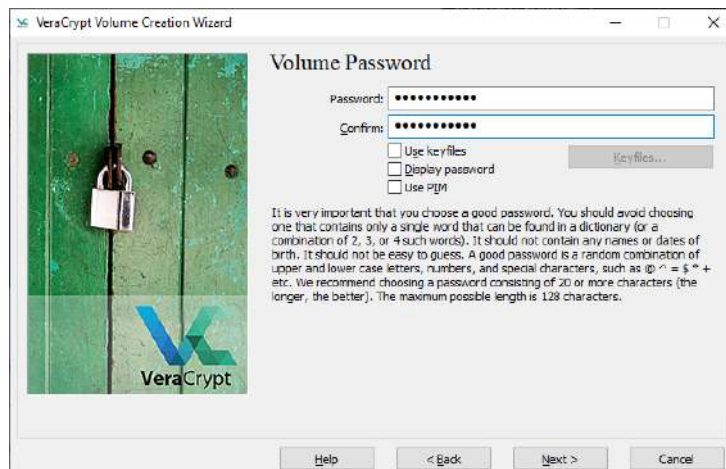 VeraCrypt Volume Creation Wizard
Volume Password
Password: •••••••••••
Confirm: •••••••••••
Use keyfiles
Keyfiles...
Display password
Use PIM
It is very important that you choose a good password. You should avoid choosing
one that contains only a single word that can be found in a dictionary (or a
combination of 2, 3, or 4 such words). It should not contain any names or dates of
birth. It should not be easy to guess. A good password is a random combination of
upper and lower case letters, numbers, and special characters, such as @ ^ = $ * +
etc. We recommend choosing a password consisting of 20 or more characters (the
longer, the better). The maximum possible length is 128 characters.
VeraCrypt
Help
< Back
Next >
Cancel